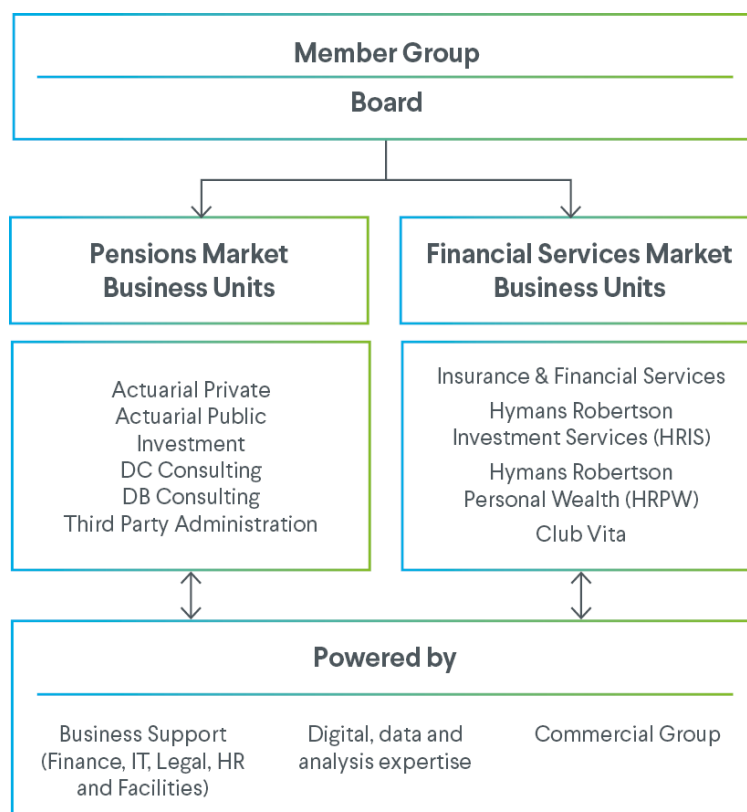 Member Group
Board
Pensions Market
Business Units
Financial Services Market
Business Units
Actuarial Private
Actuarial Public
Investment
DC Consulting
DB Consulting
Third Party Administration
Insurance & Financial Services
Hymans Robertson
Investment Services (HRIS)
Hymans Robertson
Personal Wealth (HRPW)
Club Vita
Powered by
Business Support
(Finance, IT, Legal, HR
and Facilities)
Digital, data and
analysis expertise
Commercial Group